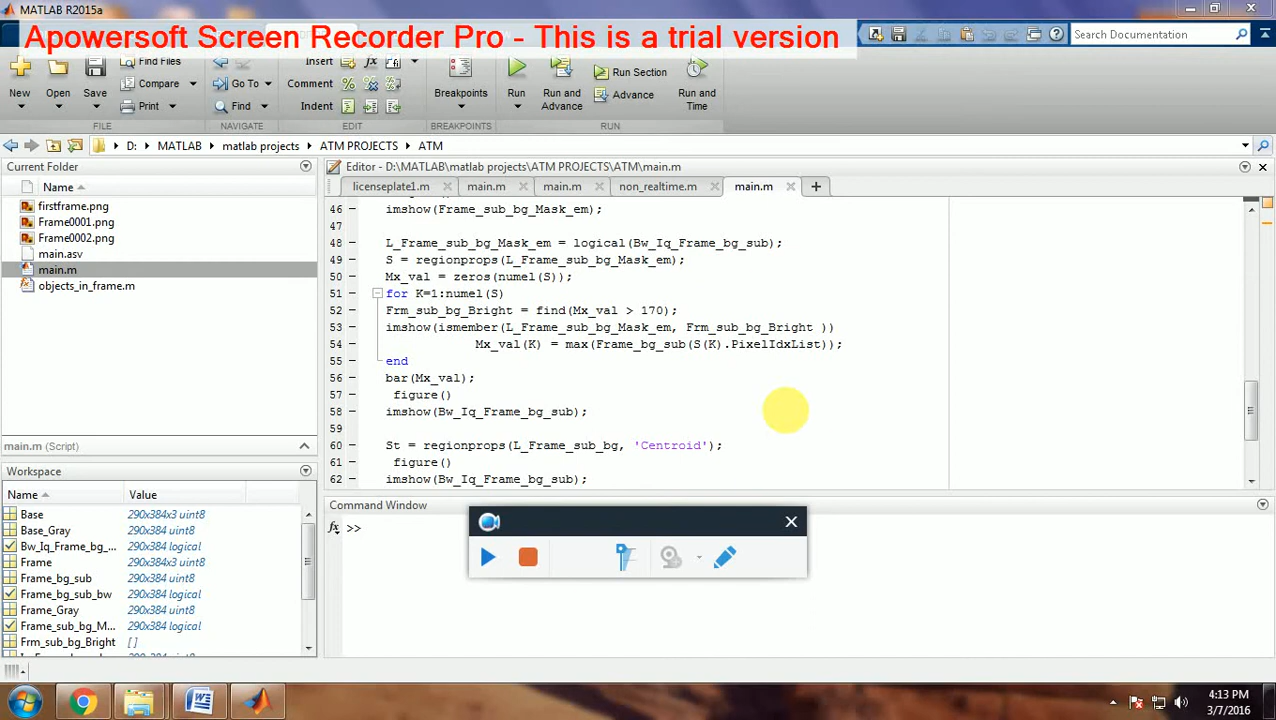 MATLAB R2015a
Apowersoft Screen Recorder Pro - This is a trial version
Search Documentation
New
Open
Save
Find Files
Compare
Print
Go To
Find
Insert
Comment
Indent
Breakpoints
Run
Run and Advance
Run Section
Advance
Run and Time
FILE NAVIGATE EDIT BREAKPOINTS RUN
D: MATLAB matlab projects ATM PROJECTS ATM
Current Folder
Name
firstframe.png
Frame0001.png
Frame0002.png
main.asv
main.m
objects_in_frame.m
main.m (Script)
Workspace
Name Value
Base 290x384x3 uint8
Base_Gray 290x384 uint8
Bw_Iq_Frame_bg_... 290x384 logical
Frame 290x384x3 uint8
Frame_bg_sub 290x384 uint8
Frame_bg_sub_bw 290x384 logical
Frame_Gray 290x384 uint8
Frame_sub_bg_M... 290x384 logical
Frm_sub_bg_Bright []
Editor - D:\MATLAB\matlab projects\ATM PROJECTS\ATM\main.m
licenseplate1.m main.m main.m non_realtime.m main.m
46 imshow(Frame_sub_bg_Mask_em);
47
48 L_Frame_sub_bg_Mask_em = logical(Bw_Iq_Frame_bg_sub);
49 S = regionprops(L_Frame_sub_bg_Mask_em);
50 Mx_val = zeros(numel(S));
51 for K=1:numel(S)
52 Frm_sub_bg_Bright = find(Mx_val > 170);
53 imshow(ismember(L_Frame_sub_bg_Mask_em, Frm_sub_bg_Bright ))
54 Mx_val(K) = max(Frame_bg_sub(S(K).PixelIdxList));
55 end
56 bar(Mx_val);
57 figure()
58 imshow(Bw_Iq_Frame_bg_sub);
59
60 St = regionprops(L_Frame_sub_bg, 'Centroid');
61 figure()
62 imshow(Bw_Iq_Frame_bg_sub);
Command Window
fx >>
4:13 PM
3/7/2016